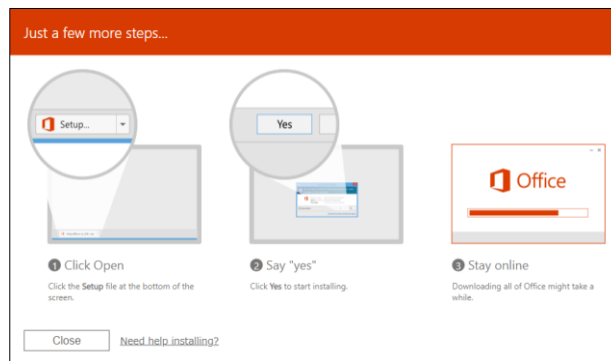 Just a few more steps...
Setup...
Yes
Office
1 Click Open
Click the Setup file at the bottom of the
screen.
2 Say "yes"
Click Yes to start installing.
3 Stay online
Downloading all of Office might take a
while.
Close
Need help installing?